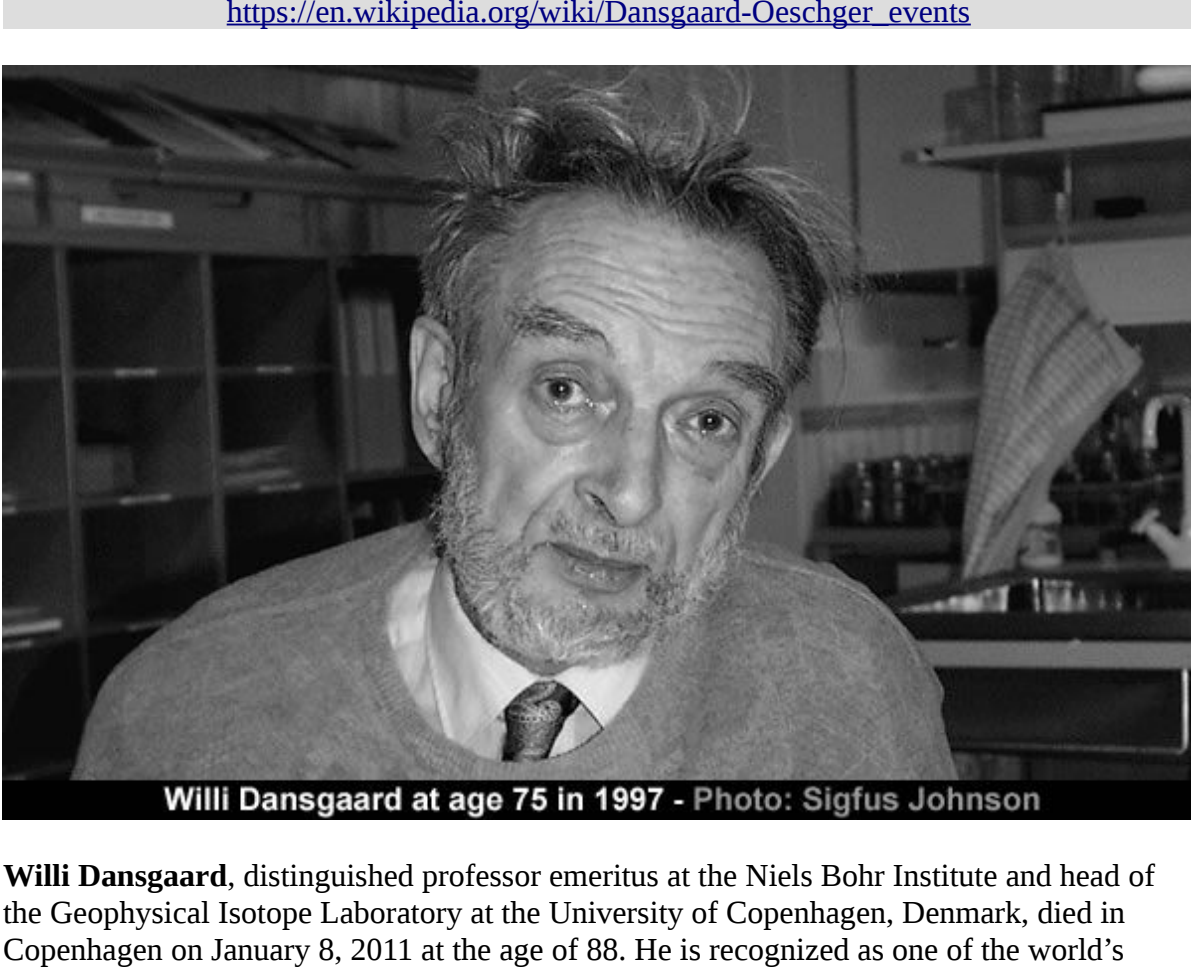 https://en.wikipedia.org/wiki/Dansgaard-Oeschger_events
Willi Dansgaard at age 75 in 1997 - Photo: Sigfus Johnson
Willi Dansgaard, distinguished professor emeritus at the Niels Bohr Institute and head of
the Geophysical Isotope Laboratory at the University of Copenhagen, Denmark, died in
Copenhagen on January 8, 2011 at the age of 88. He is recognized as one of the world’s